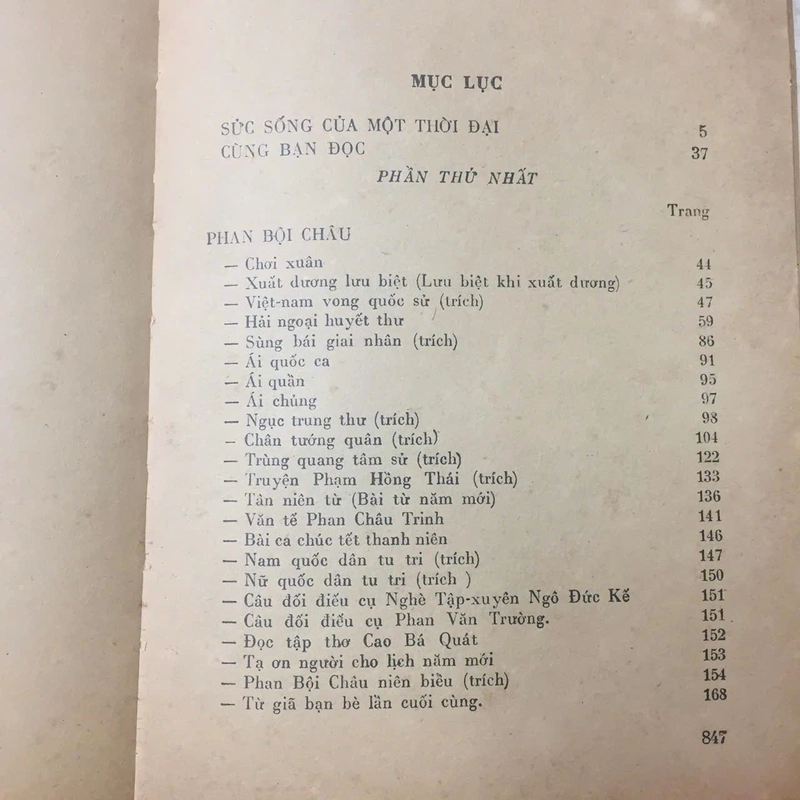 MỤC LỤC
SỨC SỐNG CỦA MỘT THỜI ĐẠI 5
CÙNG BẠN ĐỌC 37
PHẦN THỨ NHẤT
Trang
PHAN BỘI CHÂU
— Chơi xuân 44
— Xuất dương lưu biệt (Lưu biệt khi xuất dương) 45
— Việt-nam vong quốc sử (trích) 47
— Hải ngoại huyết thư 59
— Sùng bái giai nhân (trích) 86
— Ái quốc ca 91
— Ái quần 95
— Ái chủng 97
— Ngục trung thư (trích) 98
— Chân tướng quân (trích) 104
— Trùng quang tâm sử (trích) 122
— Truyện Phạm Hồng Thái (trích) 133
— Tân niên từ (Bài từ năm mới) 136
— Văn tế Phan Châu Trinh 141
— Bài ca chúc tết thanh niên 146
— Nam quốc dân tu tri (trích) 147
— Nữ quốc dân tu tri (trích ) 150
— Câu đối điếu cụ Nghè Tập-xuyên Ngô Đức Kế 151
— Câu đối điếu cụ Phan Văn Trường. 151
— Đọc tập thơ Cao Bá Quát 152
— Tạ ơn người cho lịch năm mới 153
— Phan Bội Châu niên biểu (trích) 154
— Từ giã bạn bè lần cuối cùng. 168
847